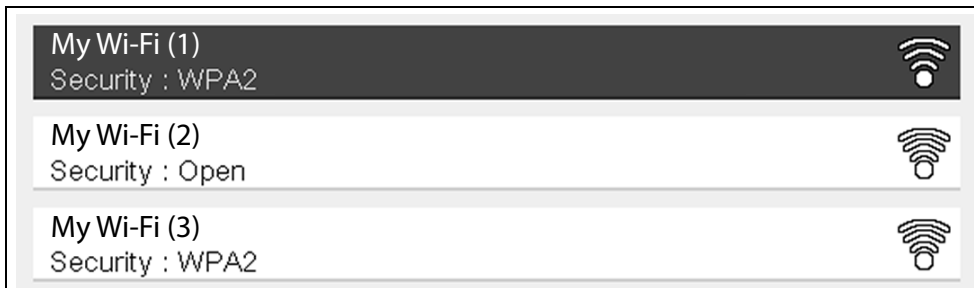 My Wi-Fi (1)
Security : WPA2
My Wi-Fi (2)
Security : Open
My Wi-Fi (3)
Security : WPA2